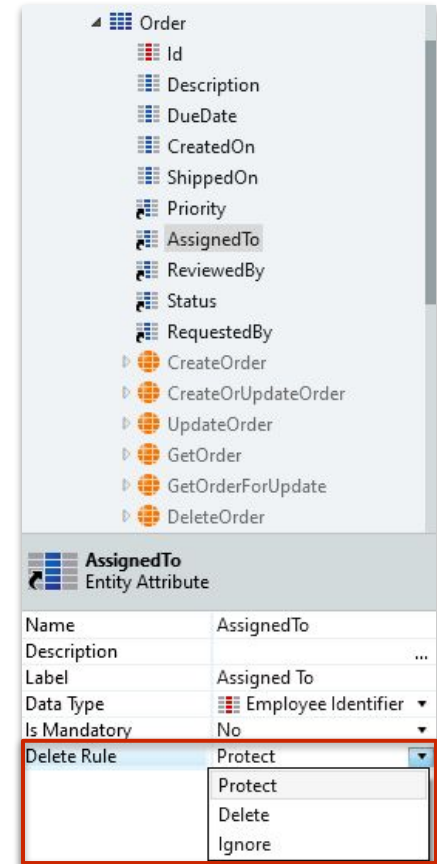 Order
Id
Description
DueDate
CreatedOn
ShippedOn
Priority
AssignedTo
ReviewedBy
Status
RequestedBy
CreateOrder
CreateOrUpdateOrder
UpdateOrder
GetOrder
GetOrderForUpdate
DeleteOrder
AssignedTo
Entity Attribute
Name AssignedTo
Description ...
Label Assigned To
Data Type Employee Identifier
Is Mandatory No
Delete Rule Protect
Protect
Delete
Ignore